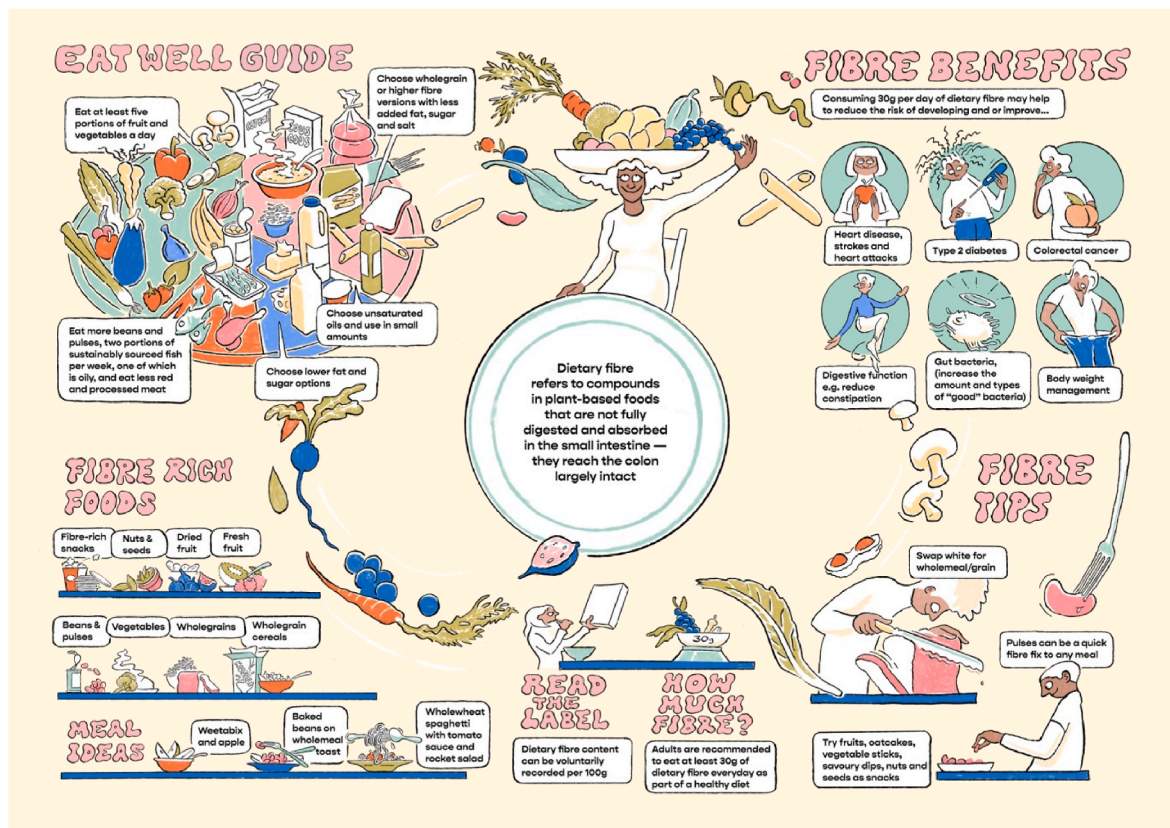 EATWELL GUIDE
Eat at least five
portions of fruit and
vegetables a day
Choose wholegrain
or higher fibre
versions with less
added fat, sugar
and salt
Eat more beans and
pulses, two portions of
sustainably sourced fish
per week, one of which
is oily, and eat less red
and processed meat
Choose unsaturated
oils and use in small
amounts
Choose lower fat and
sugar options
Dietary fibre
refers to compounds
in plant-based foods
that are not fully
digested and absorbed
in the small intestine —
they reach the colon
largely intact
FIBRE BENEFITS
Consuming 30g per day of dietary fibre may help
to reduce the risk of developing and or improve...
Heart disease,
strokes and
heart attacks
Type 2 diabetes
Colorectal cancer
Digestive function
e.g. reduce
constipation
Gut bacteria,
(increase the
amount and types
of “good” bacteria)
Body weight
management
FIBRE RICH
FOODS
Fibre-rich
snacks
Nuts &
seeds
Dried
fruit
Fresh
fruit
Beans &
pulses
Vegetables
Wholegrains
Wholegrain
cereals
MEAL
IDEAS
Weetabix
and apple
Baked
beans on
wholemeal
toast
Wholewheat
spaghetti
with tomato
sauce and
rocket salad
READ
THE
LABEL
Dietary fibre content
can be voluntarily
recorded per 100g
30g
HOW
MUCH
FIBRE?
Adults are recommended
to eat at least 30g of
dietary fibre everyday as
part of a healthy diet
FIBRE
TIPS
Swap white for
wholemeal/grain
Pulses can be a quick
fibre fix to any meal
Try fruits, oatcakes,
vegetable sticks,
savoury dips, nuts and
seeds as snacks